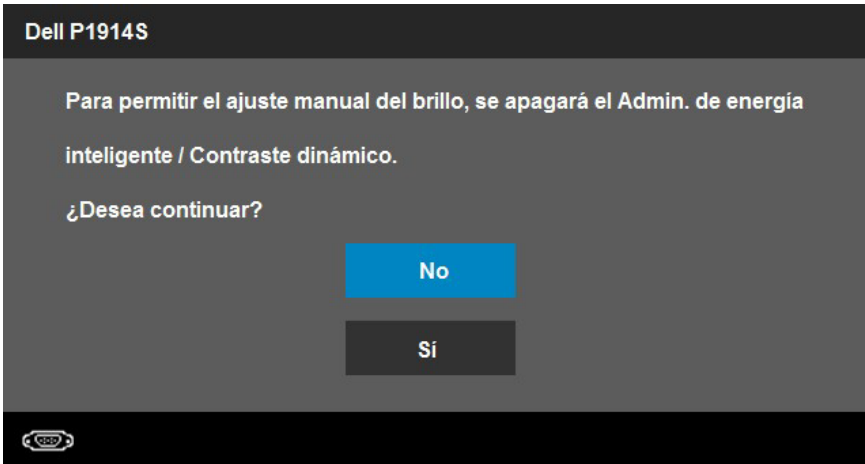 Dell P1914S
Para permitir el ajuste manual del brillo, se apagará el Admin. de energía
inteligente / Contraste dinámico.
¿Desea continuar?
No
Sí